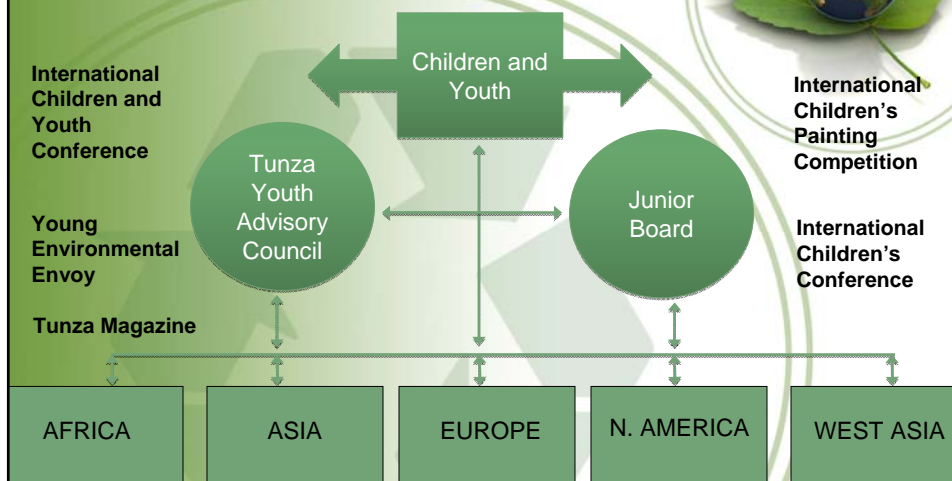 Children and
Youth
International
Children and
Youth
Conference
International
Children's
Painting
Competition
Tunza
Youth
Advisory
Council
Junior
Board
Young
Environmental
Envoy
International
Children's
Conference
Tunza Magazine
AFRICA
ASIA
EUROPE
N. AMERICA
WEST ASIA